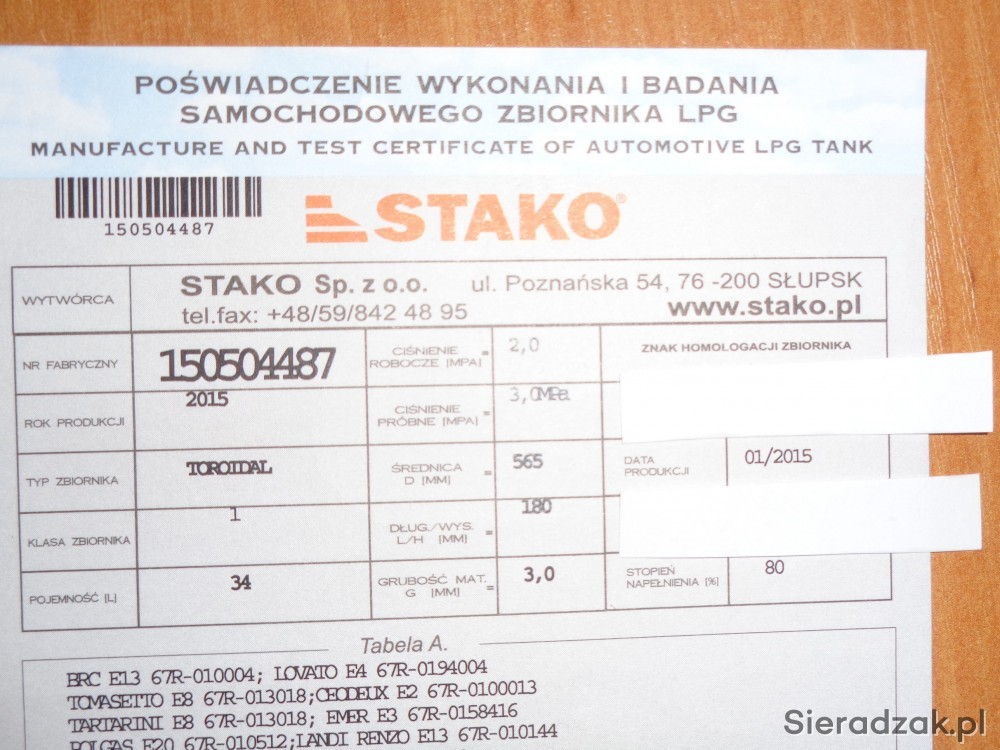 POŚWIADCZENIE WYKONANIA I BADANIA
SAMOCHODOWEGO ZBIORNIKA LPG
MANUFACTURE AND TEST CERTIFICATE OF AUTOMOTIVE LPG TANK
150504487
STAKO®
WYTWÓRCA
STAKO Sp. z o.o. ul. Poznańska 54, 76 -200 SŁUPSK
tel.fax: +48/59/842 48 95 www.stako.pl
NR FABRYCZNY 150504487 CIŚNIENIE ROBOCZE [MPA] = 2,0 ZNAK HOMOLOGACJI ZBIORNIKA
ROK PRODUKCJI 2015 CIŚNIENIE PRÓBNE [MPA] = 3,0MPa
TYP ZBIORNIKA TOROIDAL ŚREDNICA D [MM] = 565 DATA PRODUKCJI 01/2015
KLASA ZBIORNIKA 1 DŁUG./WYS. L/H [MM] = 180
POJEMNOŚĆ [L] 34 GRUBOŚĆ MAT. G [MM] = 3,0 STOPIEŃ NAPEŁNIENIA [%] 80
Tabela A.
BRC E13 67R-010004; LOVATO E4 67R-0194004
TOMASETTO E8 67R-013018;CEODEUX E2 67R-0100013
TARTARINI E8 67R-013018; EMER E3 67R-0158416
POLGAS E20 67R-010512;LANDI RENZO E13 67R-010144
Sieradzak.pl